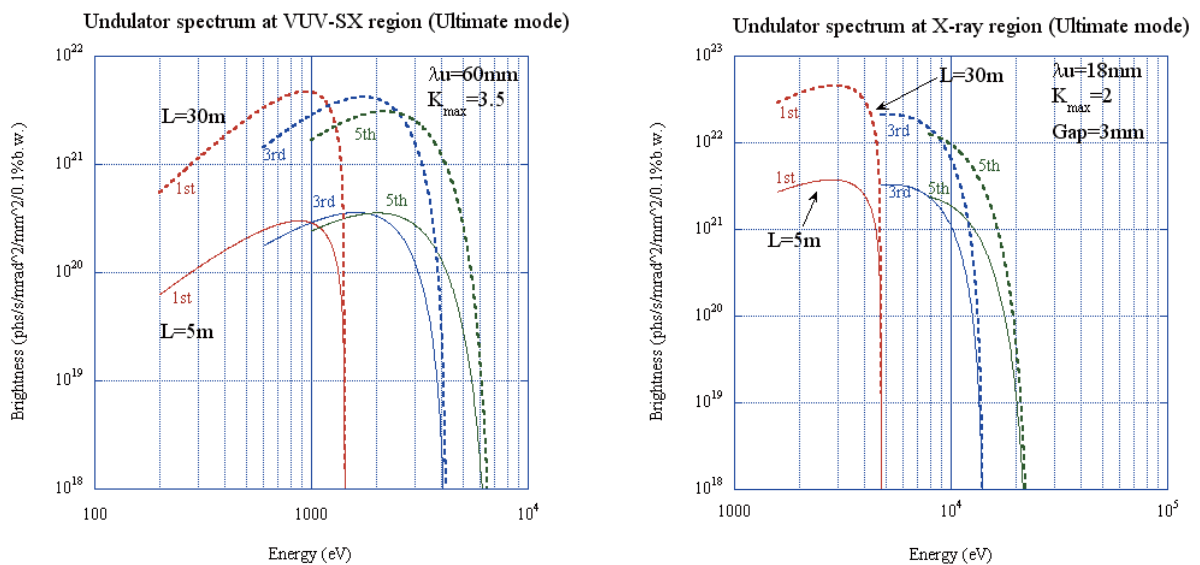 Undulator spectrum at VUV-SX region (Ultimate mode)
10^22
10^21
10^20
10^19
10^18
Brightness (phs/s/mrad^2/mm^2/0.1%b.w.)
λu=60mm
K_max=3.5
L=30m
3rd
5th
1st
3rd
5th
1st
L=5m
100
1000
10^4
Energy (eV)
Undulator spectrum at X-ray region (Ultimate mode)
10^23
10^22
10^21
10^20
10^19
10^18
Brightness (phs/s/mrad^2/mm^2/0.1%b.w.)
L=30m
λu=18mm
K_max=2
Gap=3mm
1st
3rd
5th
1st
3rd
5th
L=5m
1000
10^4
10^5
Energy (eV)